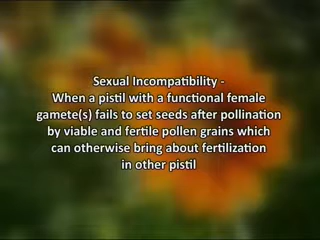 Sexual Incompatibility -
When a pistil with a functional female
gamete(s) fails to set seeds after pollination
by viable and fertile pollen grains which
can otherwise bring about fertilization
in other pistil